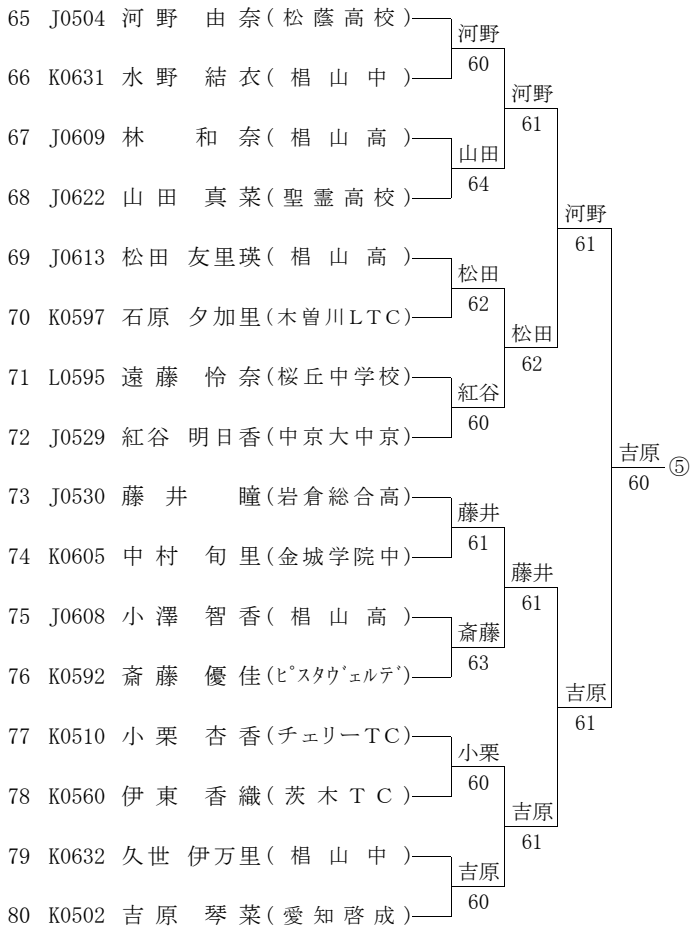 65 J0504 河野 由奈(松蔭高校)
河野
60
66 K0631 水野 結衣(椙山中)
河野
61
67 J0609 林 和奈(椙山高)
山田
64
68 J0622 山田 真菜(聖霊高校)
河野
61
69 J0613 松田 友里瑛(椙山高)
松田
62
70 K0597 石原 夕加里(木曽川LTC)
松田
62
71 L0595 遠藤 怜奈(桜丘中学校)
紅谷
60
72 J0529 紅谷 明日香(中京大中京)
吉原 ⑤
60
73 J0530 藤井 瞳(岩倉総合高)
藤井
61
74 K0605 中村 旬里(金城学院中)
藤井
61
75 J0608 小澤 智香(椙山高)
斎藤
63
76 K0592 斎藤 優佳(ピスタヴェルデ)
吉原
61
77 K0510 小栗 杏香(チェリーTC)
小栗
60
78 K0560 伊東 香織(茨木TC)
吉原
61
79 K0632 久世 伊万里(椙山中)
吉原
60
80 K0502 吉原 琴菜(愛知啓成)